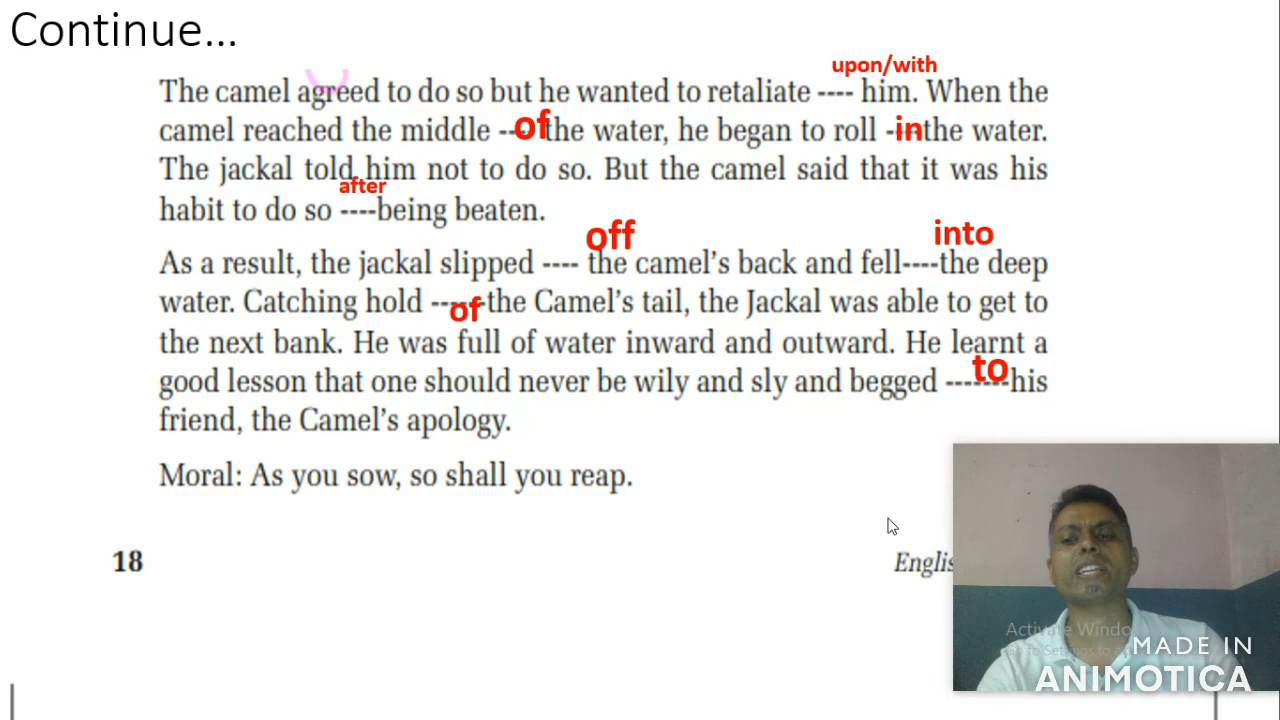 Continue...
upon/with
The camel agreed to do so but he wanted to retaliate ---- him. When the
camel reached the middle --of the water, he began to roll -in the water.
The jackal told him not to do so. But the camel said that it was his
after
habit to do so ----being beaten.
off into
As a result, the jackal slipped ---- the camel's back and fell----the deep
water. Catching hold -----of-the Camel's tail, the Jackal was able to get to
the next bank. He was full of water inward and outward. He learnt a
good lesson that one should never be wily and sly and begged ---to---his
friend, the Camel's apology.
Moral: As you sow, so shall you reap.
18
Englis
Activate Windo
MADE IN
ANIMOTICA